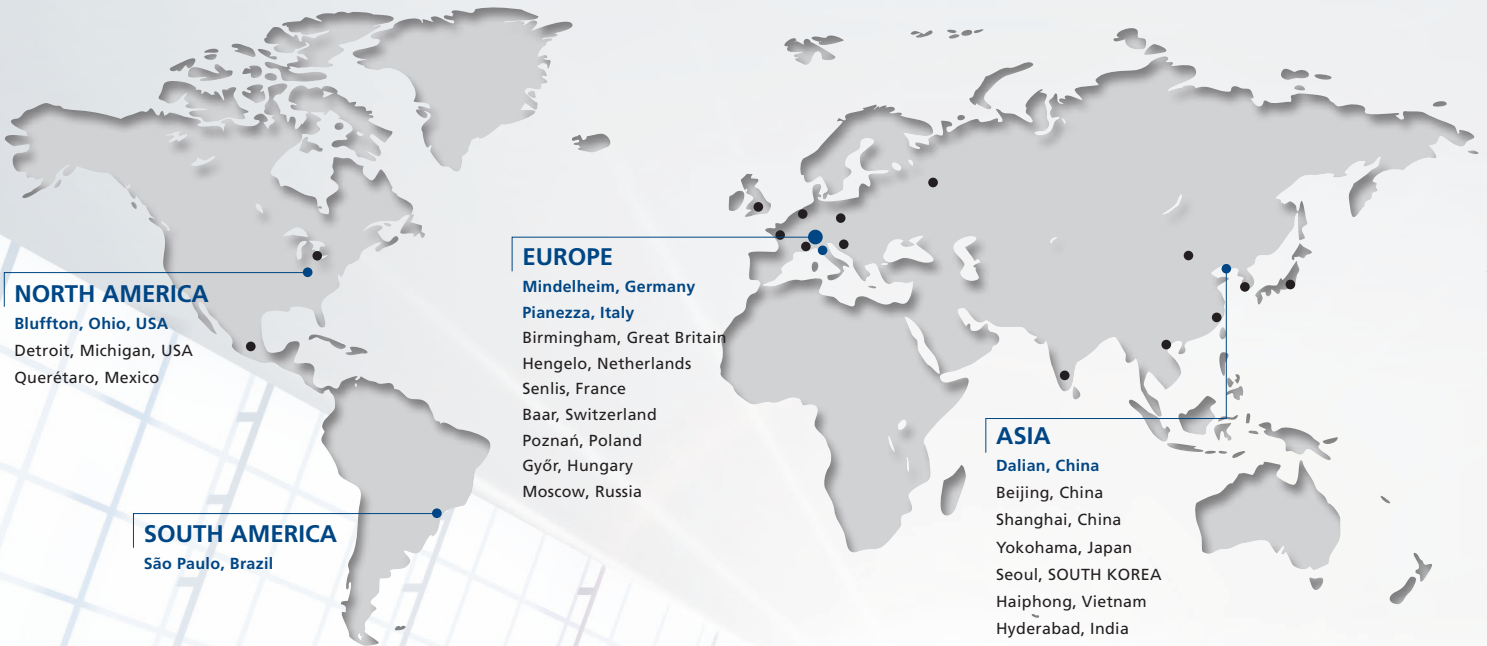 NORTH AMERICA
Bluffton, Ohio, USA
Detroit, Michigan, USA
Querétaro, Mexico
SOUTH AMERICA
São Paulo, Brazil
EUROPE
Mindelheim, Germany
Pianezza, Italy
Birmingham, Great Britain
Hengelo, Netherlands
Senlis, France
Baar, Switzerland
Poznań, Poland
Győr, Hungary
Moscow, Russia
ASIA
Dalian, China
Beijing, China
Shanghai, China
Yokohama, Japan
Seoul, SOUTH KOREA
Haiphong, Vietnam
Hyderabad, India